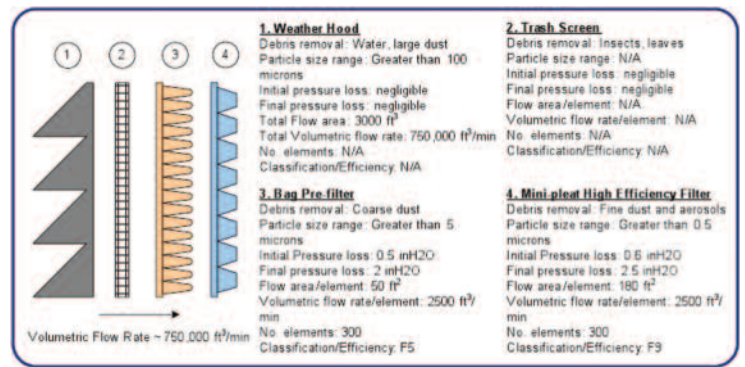 1 2 3 4
Volumetric Flow Rate ~ 750,000 ft³/min
1. Weather Hood
Debris removal: Water, large dust
Particle size range: Greater than 100
microns
Initial pressure loss: negligible
Final pressure loss: negligible
Total Flow area: 3000 ft³
Total Volumetric flow rate: 750,000 ft³/min
No. elements: N/A
Classification/Efficiency: N/A
2. Trash Screen
Debris removal: Insects, leaves
Particle size range: N/A
Initial pressure loss: negligible
Final pressure loss: negligible
Flow area/element: N/A
Volumetric flow rate/element: N/A
No. elements: N/A
Classification/Efficiency: N/A
3. Bag Pre-filter
Debris removal: Coarse dust
Particle size range: Greater than 5
microns
Initial Pressure loss: 0.5 inH2O
Final pressure loss: 2 inH2O
Flow area/element: 50 ft²
Volumetric flow rate/element: 2500 ft³/
min
No. elements: 300
Classification/Efficiency: F5
4. Mini-pleat High Efficiency Filter
Debris removal: Fine dust and aerosols
Particle size range: Greater than 0.5
microns
Initial Pressure loss: 0.6 inH2O
Final pressure loss: 2.5 inH2O
Flow area/element: 180 ft²
Volumetric flow rate/element: 2500 ft³/
min
No. elements: 300
Classification/Efficiency: F9